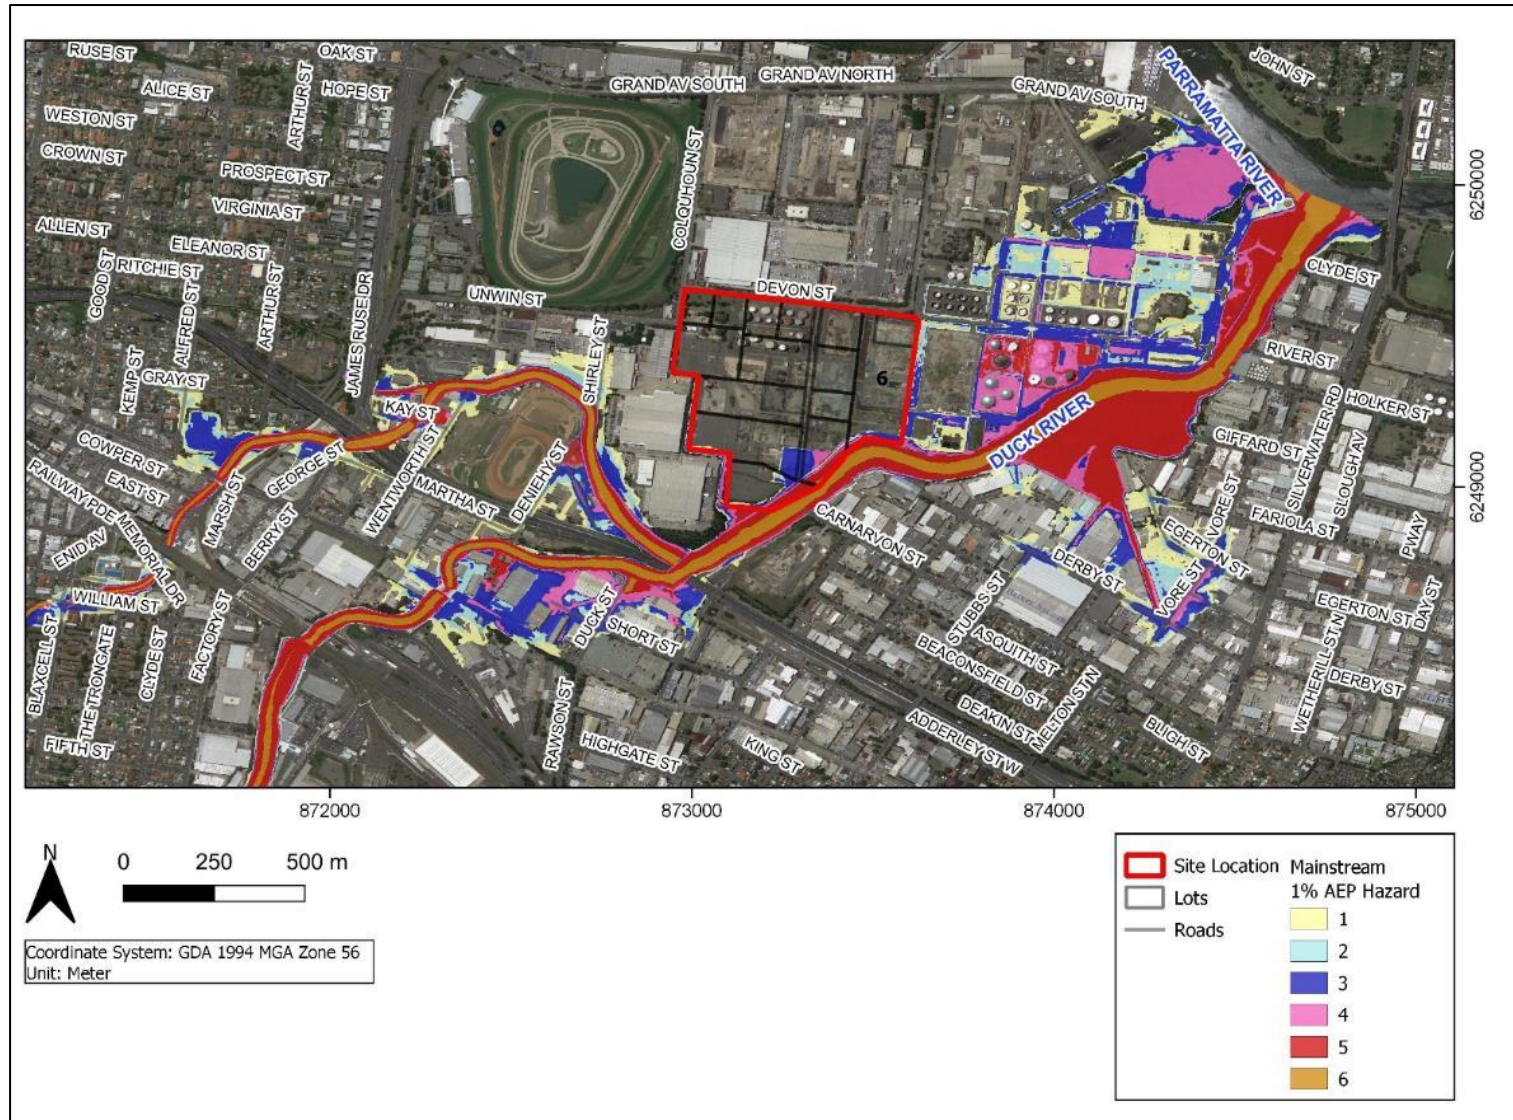 RUSE ST
OAK ST
ALICE ST
ARTHUR ST
HOPE ST
WESTON ST
CROWN ST
PROSPECT ST
VIRGINIA ST
ALLEN ST
ELEANOR ST
RITCHIE ST
GOOD ST
ALFRED ST
ARTHUR ST
JAMES RUSE DR
KEMP ST
GRAY ST
COWPER ST
EAST ST
RAILWAY PDE
MEMORIAL DR
ENID AV
WILLIAM ST
BLAXCELL ST
THE TRONGATE
CLYDE ST
FACTORY ST
FIFTH ST
MARSH ST
BERRY ST
GEORGE ST
KAY ST
WENTWORTH ST
MARTHA ST
DENIEHY ST
SHIRLEY ST
UNWIN ST
COLQUHOUN ST
GRAND AV SOUTH
GRAND AV NORTH
GRAND AV SOUTH
JOHN ST
PARRAMATTA RIVER
DEVON ST
6
DUCK RIVER
CLYDE ST
RIVER ST
HOLKER ST
SILVERWATER RD
SLOUGH AV
GIFFARD ST
FARIOLA ST
PWAY
VORE ST
EGERTON ST
DERBY ST
VORE ST
EGERTON ST
DAY ST
WETHERILL ST N
DERBY ST
CARNARVON ST
STUBBS ST
ASQUITH ST
BEACONSFIELD ST
DEAKIN ST
MELTON ST N
BLIGH ST
ADDERLEY ST W
KING ST
HIGHGATE ST
RAWSON ST
DUCK ST
SHORT ST
6250000
6249000
872000
873000
874000
875000
N
0 250 500 m
Coordinate System: GDA 1994 MGA Zone 56
Unit: Meter
Site Location
Lots
Roads
Mainstream
1% AEP Hazard
1
2
3
4
5
6